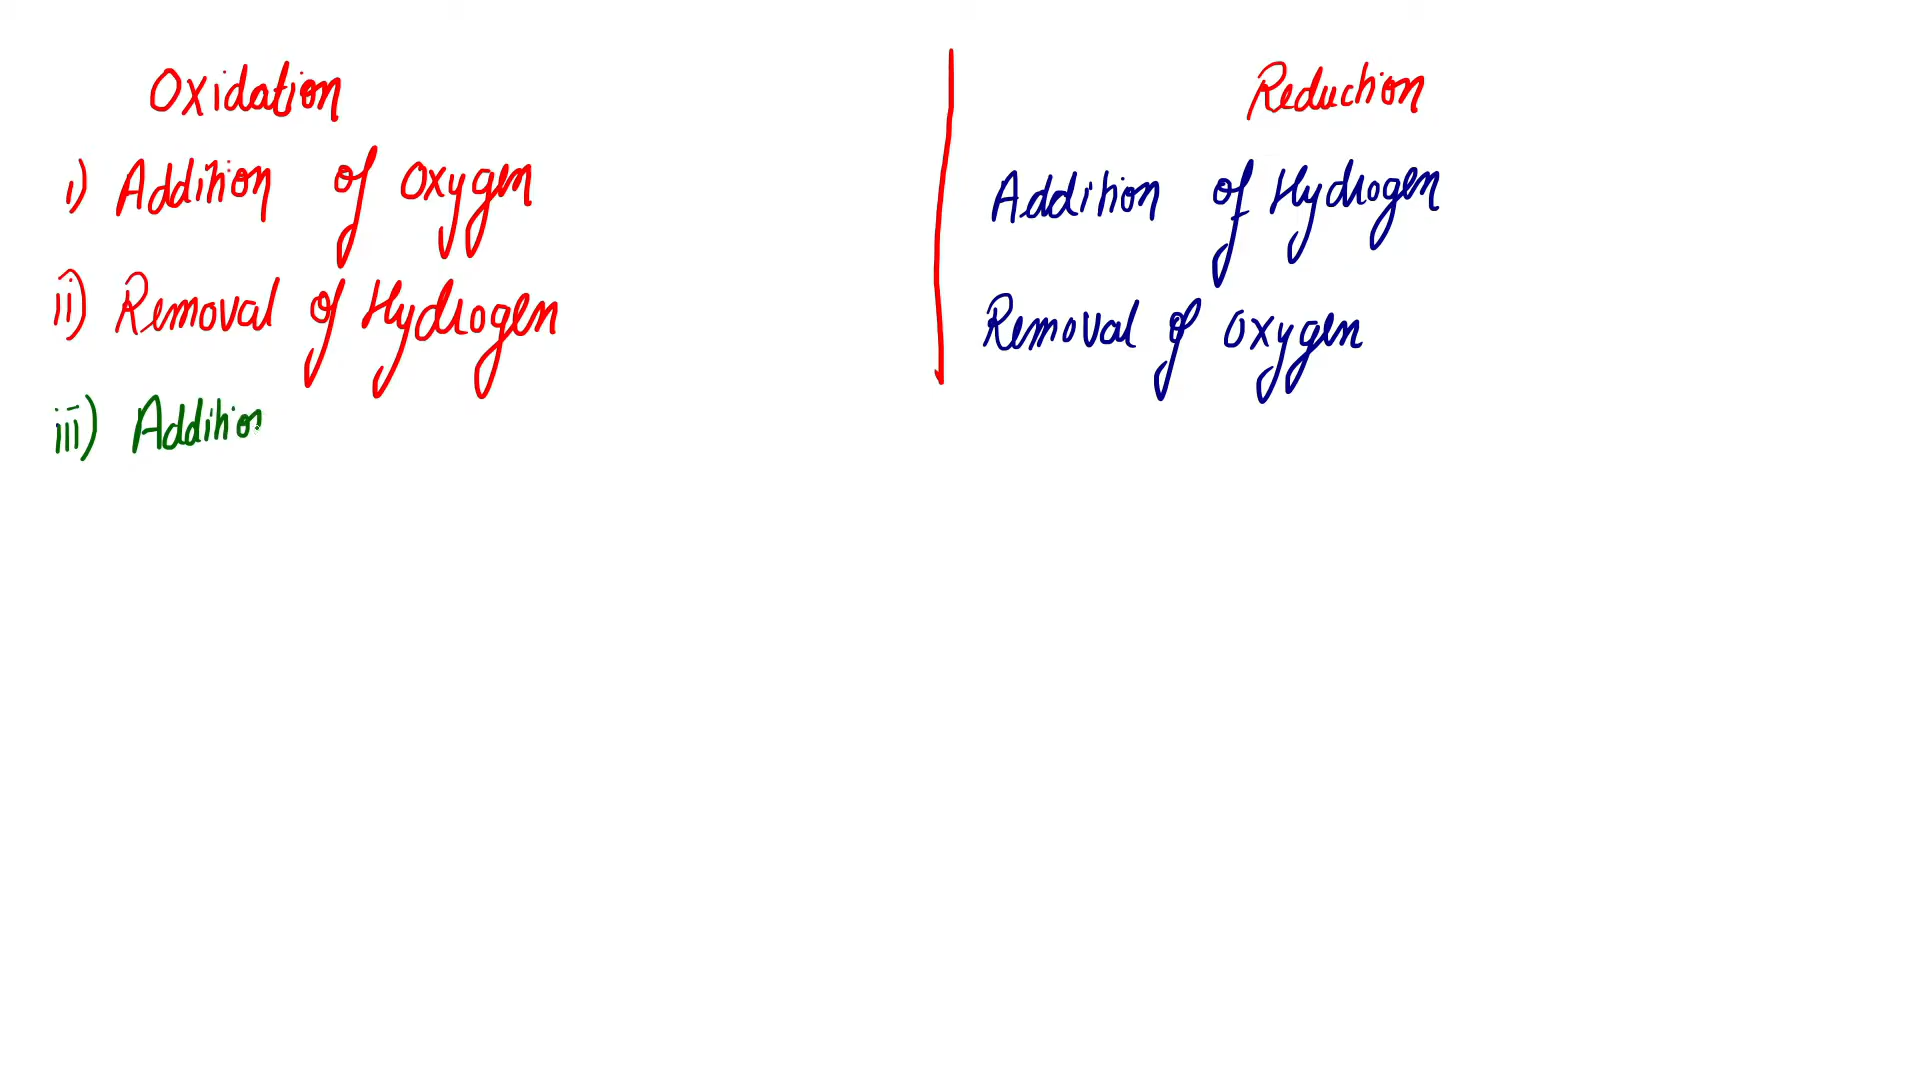 Oxidation
i) Addition of Oxygen
ii) Removal of Hydrogen
iii) Addition
Reduction
Addition of Hydrogen
Removal of Oxygen